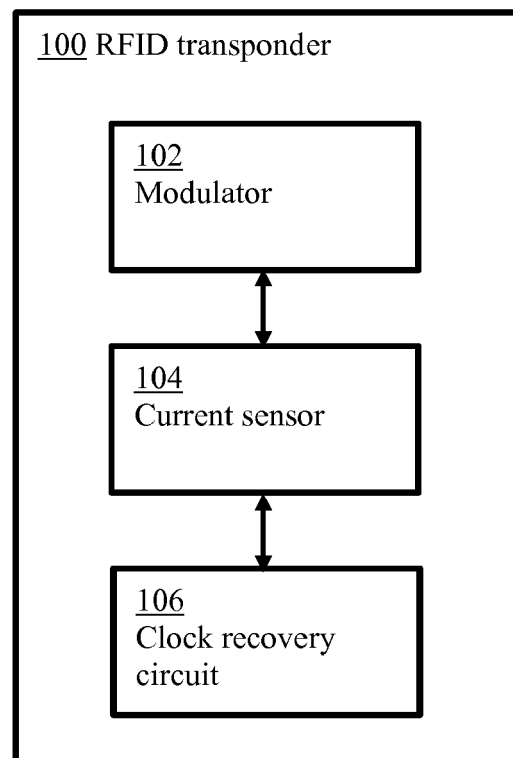 100 RFID transponder
102
Modulator
104
Current sensor
106
Clock recovery
circuit